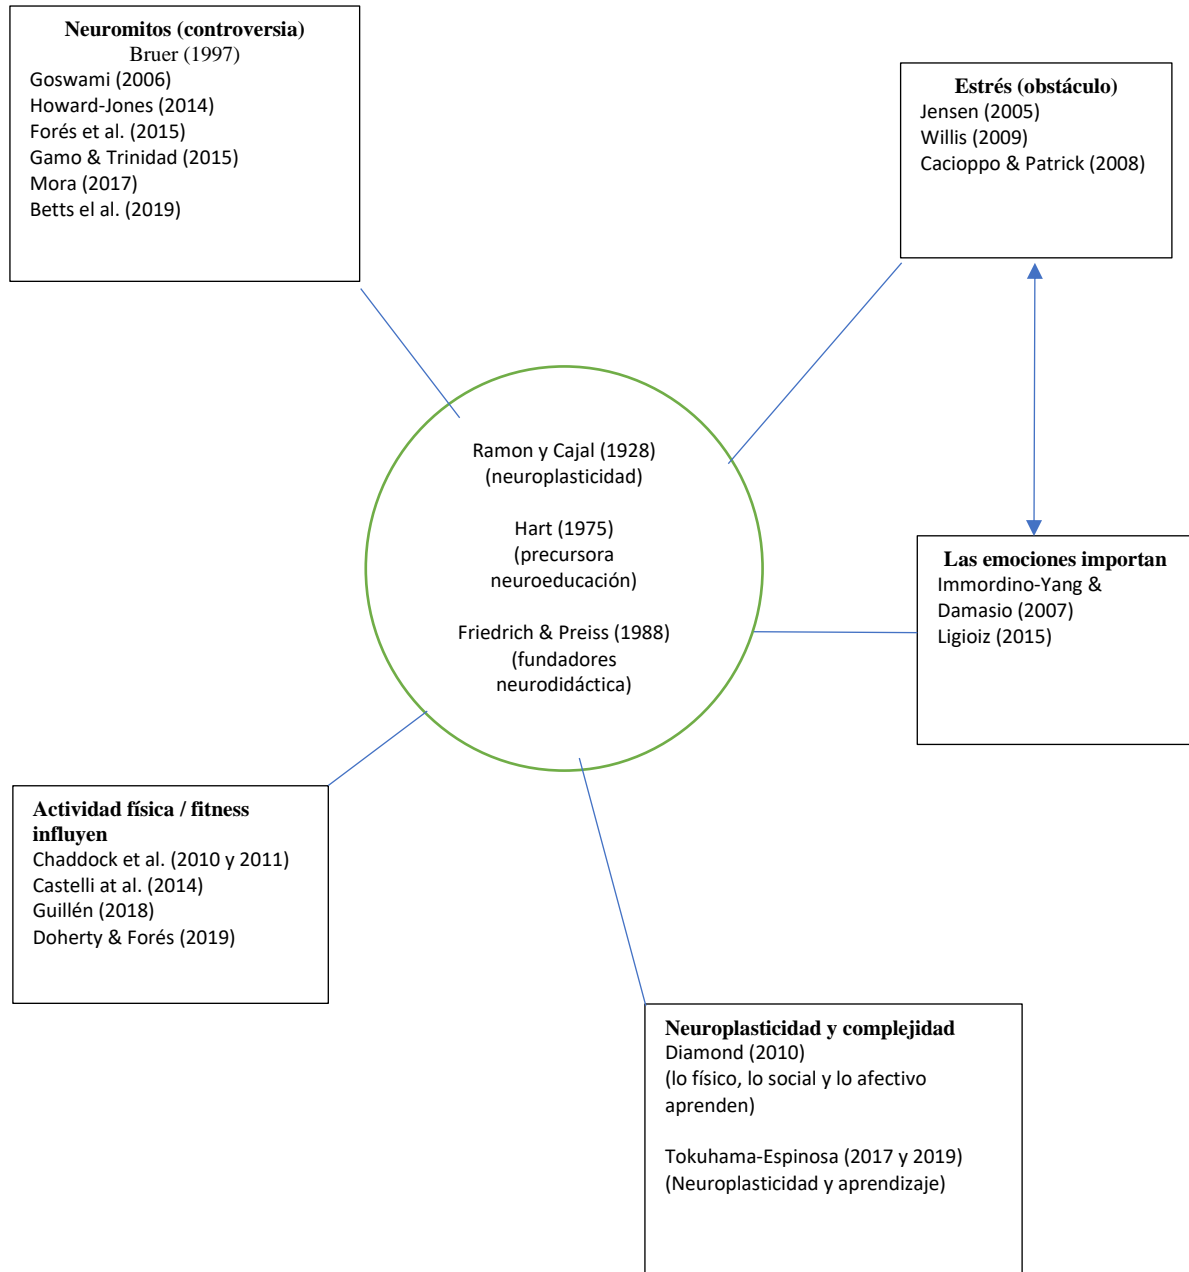 Neuromitos (controversia)
Bruer (1997)
Goswami (2006)
Howard-Jones (2014)
Forés et al. (2015)
Gamo & Trinidad (2015)
Mora (2017)
Betts el al. (2019)
Estrés (obstáculo)
Jensen (2005)
Willis (2009)
Cacioppo & Patrick (2008)
Ramon y Cajal (1928)
(neuroplasticidad)
Hart (1975)
(precursora
neuroeducación)
Friedrich & Preiss (1988)
(fundadores
neurodidáctica)
Las emociones importan
Immordino-Yang &
Damasio (2007)
Ligioiz (2015)
Actividad física / fitness
influyen
Chaddock et al. (2010 y 2011)
Castelli at al. (2014)
Guillén (2018)
Doherty & Forés (2019)
Neuroplasticidad y complejidad
Diamond (2010)
(lo físico, lo social y lo afectivo
aprenden)
Tokuhama-Espinosa (2017 y 2019)
(Neuroplasticidad y aprendizaje)